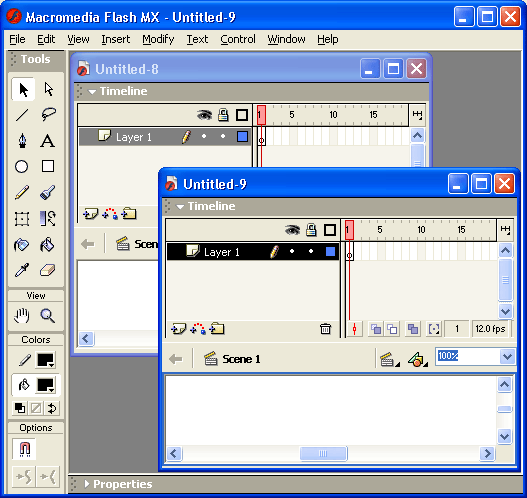 Macromedia Flash MX - Untitled-9
File Edit View Insert Modify Text Control Window Help
Tools
Untitled-8
Timeline
1 5 10 15
Layer 1
Scen
Untitled-9
Timeline
1 5 10 15
Layer 1
1 12.0 fps
Scene 1
100%
A
View
Colors
Options
Properties